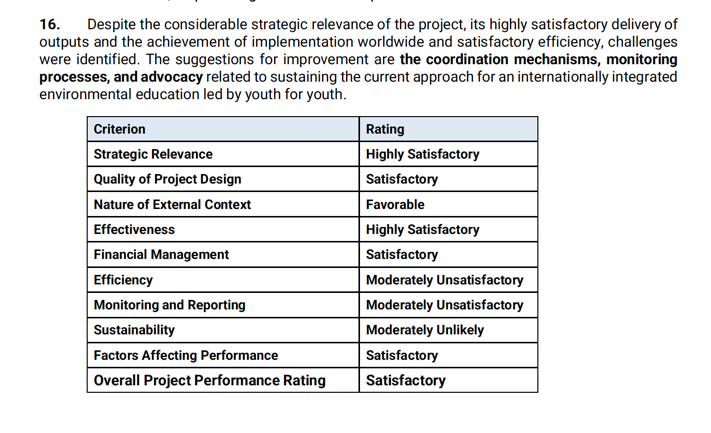 16. Despite the considerable strategic relevance of the project, its highly satisfactory delivery of
outputs and the achievement of implementation worldwide and satisfactory efficiency, challenges
were identified. The suggestions for improvement are the coordination mechanisms, monitoring
processes, and advocacy related to sustaining the current approach for an internationally integrated
environmental education led by youth for youth.
Criterion Rating
Strategic Relevance Highly Satisfactory
Quality of Project Design Satisfactory
Nature of External Context Favorable
Effectiveness Highly Satisfactory
Financial Management Satisfactory
Efficiency Moderately Unsatisfactory
Monitoring and Reporting Moderately Unsatisfactory
Sustainability Moderately Unlikely
Factors Affecting Performance Satisfactory
Overall Project Performance Rating Satisfactory